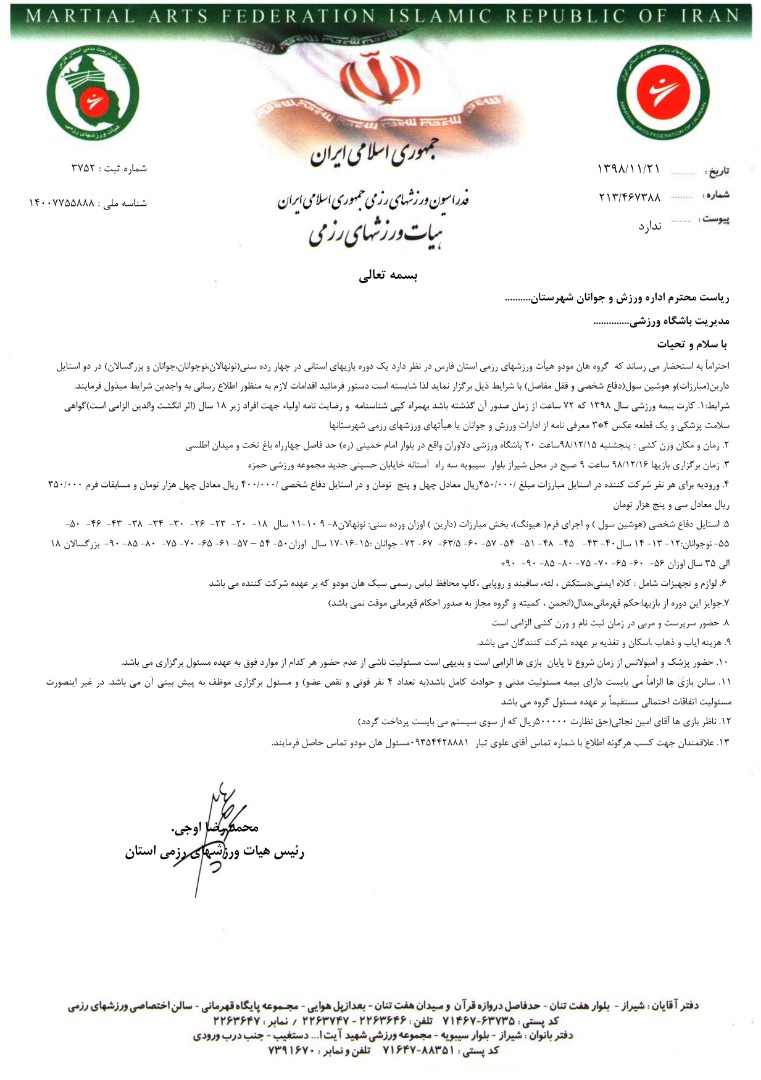 MARTIAL ARTS FEDERATION ISLAMIC REPUBLIC OF IRAN
جمهوری اسلامی ایران
فدراسیون ورزشهای رزمی جمهوری اسلامی ایران
هیات ورزشهای رزمی
تاریخ : ......... ۱۳۹۸/۱۱/۲۱
شماره : ......... ۲۱۳/۴۶۷۳۸۸
پیوست: ......... ندارد
شماره ثبت : ۳۷۵۲
شناسه ملی : ۱۴۰۰۷۷۵۵۸۸۸
بسمه تعالی
ریاست محترم اداره ورزش و جوانان شهرستان..........
مدیریت باشگاه ورزشی..............
با سلام و تحیات
احتراماً به استحضار می رساند که گروه هان مودو هیأت ورزشهای رزمی استان فارس در نظر دارد یک دوره بازیهای استانی در چهار رده سنی(نونهالان،نوجوانان،جوانان و بزرگسالان) در دو استایل
دارین(مبارزات)و هوشین سول(دفاع شخصی و قفل مفاصل) با شرایط ذیل برگزار نماید لذا شایسته است دستور فرمائید اقدامات لازم به منظور اطلاع رسانی به واجدین شرایط مبذول فرمایند.
شرایط:۱. کارت بیمه ورزشی سال ۱۳۹۸ که ۷۲ ساعت از زمان صدور آن گذشته باشد بهمراه کپی شناسنامه و رضایت نامه اولیاء جهت افراد زیر ۱۸ سال (اثر انگشت والدین الزامی است)گواهی
سلامت پزشکی و یک قطعه عکس ۴*۳ معرفی نامه از ادارات ورزش و جوانان یا هیأتهای ورزشهای رزمی شهرستانها
۲. زمان و مکان وزن کشی : پنجشنبه ۹۸/۱۲/۱۵ساعت ۲۰ باشگاه ورزشی دلاوران واقع در بلوار امام خمینی (ره) حد فاصل چهارراه باغ تخت و میدان اطلسی
۳. زمان برگزاری بازیها ۹۸/۱۲/۱۶ ساعت ۹ صبح در محل شیراز بلوار سیبویه سه راه آستانه خایابان حسینی جدید مجموعه ورزشی حمزه
۴. ورودیه برای هر نفر شرکت کننده در استایل مبارزات مبلغ /۴۵۰/۰۰۰ریال معادل چهل و پنج تومان و در استایل دفاع شخصی /۴۰۰/۰۰۰ ریال معادل چهل هزار تومان و مسابقات فرم ۳۵۰/۰۰۰
ریال معادل سی و پنج هزار تومان
۵. استایل دفاع شخصی (هوشین سول ) و اجرای فرم( هیونگ)، بخش مبارزات (دارین ) اوزان ورده سنی: نونهالان۸- ۹ ۱۰-۱۱ سال ۱۸- ۲۰- ۲۳- ۲۶- ۳۰- ۳۴- ۳۸- ۴۳- ۴۶- ۵۰-
۵۵- نوجوانان:۱۲- ۱۳- ۱۴ سال۴۰- ۴۳- ۴۵- ۴۸- ۵۱- ۵۴- ۵۷- ۶۰- ۶۳/۵- ۶۷- ۷۲- جوانان :۱۵-۱۶-۱۷ سال اوزان۵۰- ۵۴ – ۵۷- ۶۱- ۶۵- ۷۰- ۷۵- ۸۰- ۸۵- ۹۰- بزرگسالان ۱۸
الی ۳۵ سال اوزان ۵۶- ۶۰- ۶۵- ۷۰- ۷۵- ۸۰- ۸۵- ۹۰- ۹۰+
۶. لوازم و تجهیزات شامل : کلاه ایمنی،دستکش ، لثه، ساقبند و روپایی ،کاپ محافظ لباس رسمی سبک هان مودو که بر عهده شرکت کننده می باشد
۷.جوایز این دوره از بازیها:حکم قهرمانی،مدال(انجمن ، کمیته و گروه مجاز به صدور احکام قهرمانی موقت نمی باشد)
۸. حضور سرپرست و مربی در زمان ثبت نام و وزن کشی الزامی است
۹. هزینه ایاب و ذهاب ،اسکان و تغذیه بر عهده شرکت کنندگان می باشد.
۱۰. حضور پزشک و آمبولانس از زمان شروع تا پایان بازی ها الزامی است و بدیهی است مسئولیت ناشی از عدم حضور هر کدام از موارد فوق به عهده مسئول برگزاری می باشد.
۱۱. سالن بازی ها الزاماً می بایست دارای بیمه مسئولیت مدنی و حوادث کامل باشد(به تعداد ۴ نفر فوتی و نقص عضو) و مسئول برگزاری موظف به پیش بینی آن می باشد. در غیر اینصورت
مسئولیت اتفاقات احتمالی مستقیماً بر عهده مسئول گروه می باشد
۱۲. ناظر بازی ها آقای امین نجاتی(حق نظارت ۵۰۰۰۰۰ریال که از سوی سیستم می بایست پرداخت گردد)
۱۳. علاقمندان جهت کسب هرگونه اطلاع با شماره تماس آقای علوی تبار ۰۹۳۵۴۴۲۸۸۸۱مسئول هان مودو تماس حاصل فرمایند.
محمدرضا اوجی.
رئیس هیات ورزشهای رزمی استان
دفتر آقایان : شیراز - بلوار هفت تنان - حدفاصل دروازه قرآن و میدان هفت تنان - بعدازپل هوایی - مجموعه پایگاه قهرمانی - سالن اختصاصی ورزشهای رزمی
کد پستی : ۶۳۷۳۵-۷۱۴۶۷ تلفن : ۲۲۶۳۶۴۶ - ۲۲۶۳۷۴۷ / نمابر : ۲۲۶۳۶۴۷
دفتر بانوان : شیراز - بلوار سیبویه - مجموعه ورزشی شهید آیت ا... دستغیب - جنب درب ورودی
کد پستی : ۸۸۳۵۱-۷۱۶۴۷ تلفن و نمابر : ۷۳۹۱۶۷۰